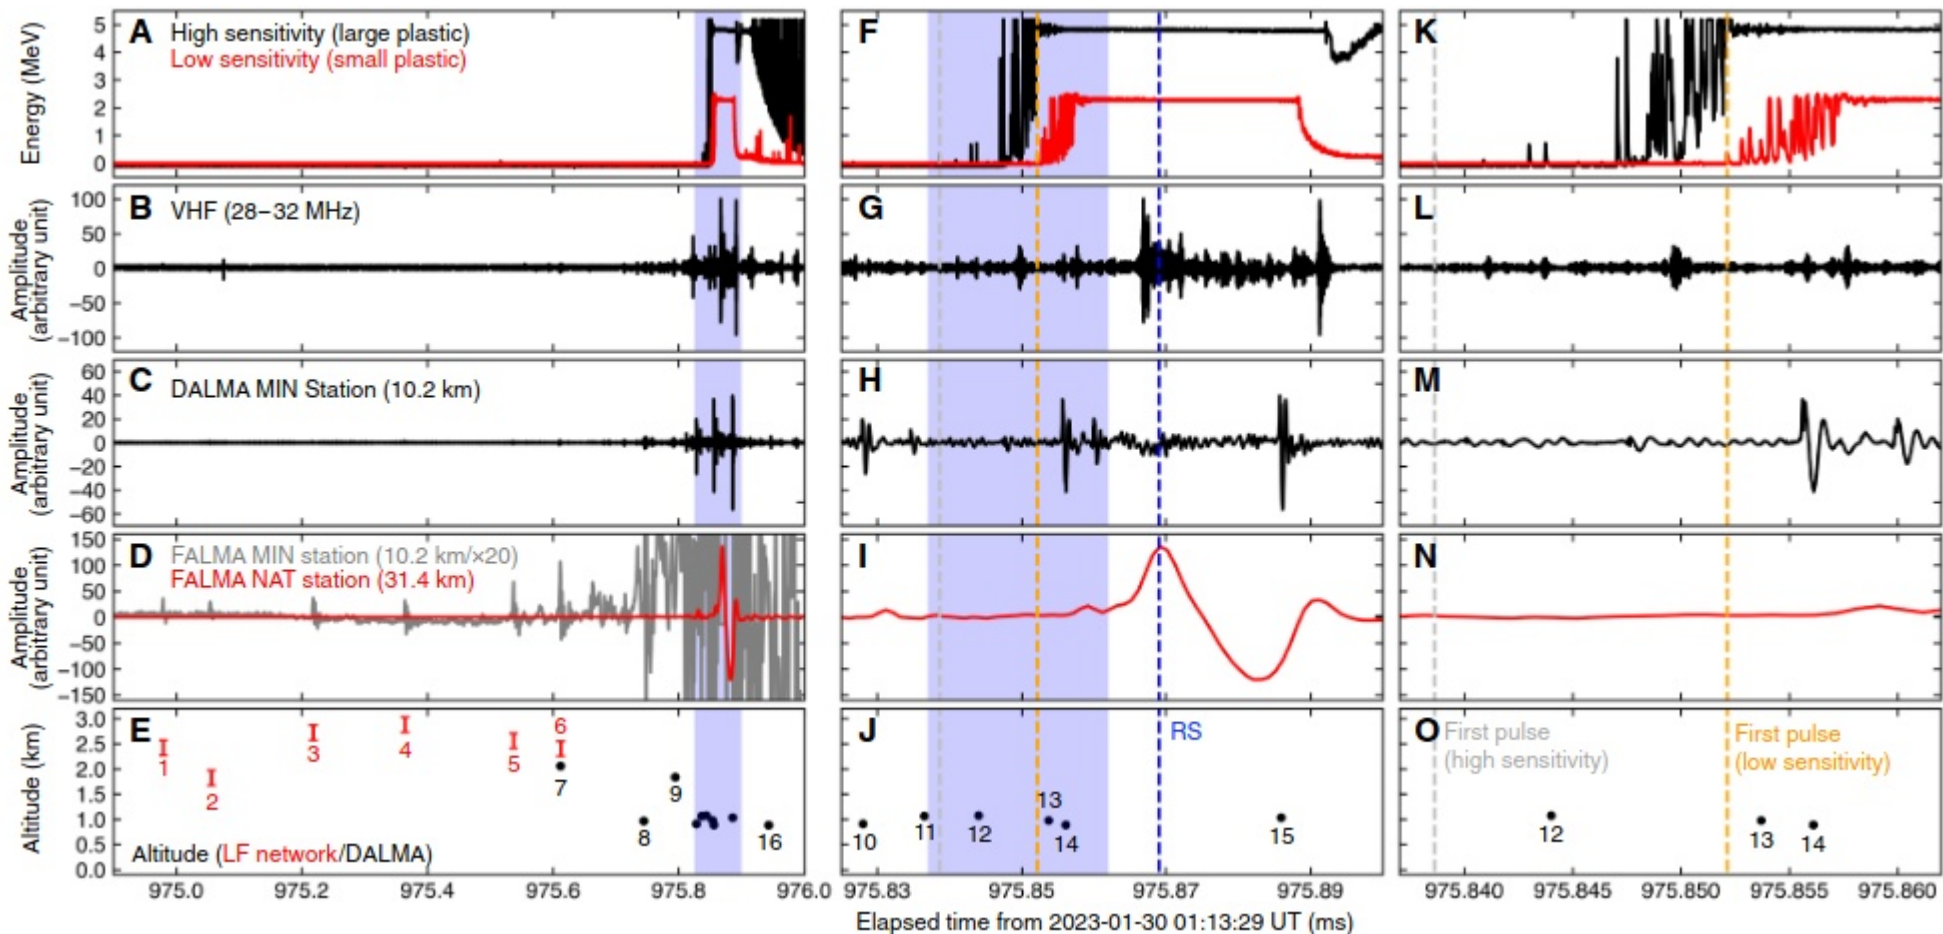 A High sensitivity (large plastic)
Low sensitivity (small plastic)
Energy (MeV)
5
4
3
2
1
0
F
K
B VHF (28−32 MHz)
Amplitude
(arbitrary unit)
100
50
0
−50
−100
G
L
C DALMA MIN Station (10.2 km)
Amplitude
(arbitrary unit)
60
40
20
0
−20
−40
−60
H
M
D FALMA MIN station (10.2 km/×20)
FALMA NAT station (31.4 km)
Amplitude
(arbitrary unit)
150
100
50
0
−50
−100
−150
I
N
E
Altitude (km)
3.0
2.5
2.0
1.5
1.0
0.5
0.0
1
2
3
4
5
6
7
8
9
16
Altitude (LF network/DALMA)
J
RS
10
11
12
13
14
15
O First pulse
(high sensitivity)
First pulse
(low sensitivity)
12
13
14
975.0 975.2 975.4 975.6 975.8 976.0
975.83 975.85 975.87 975.89
975.840 975.845 975.850 975.855 975.860
Elapsed time from 2023-01-30 01:13:29 UT (ms)